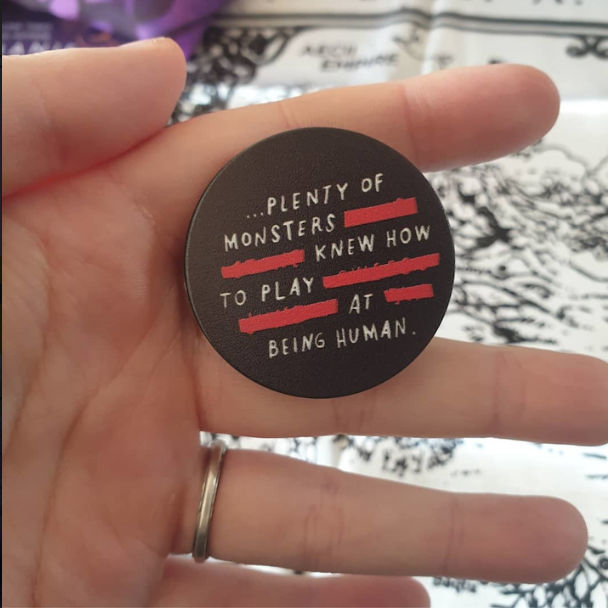 ...PLENTY OF
MONSTERS
KNEW HOW
TO PLAY
AT
BEING HUMAN.